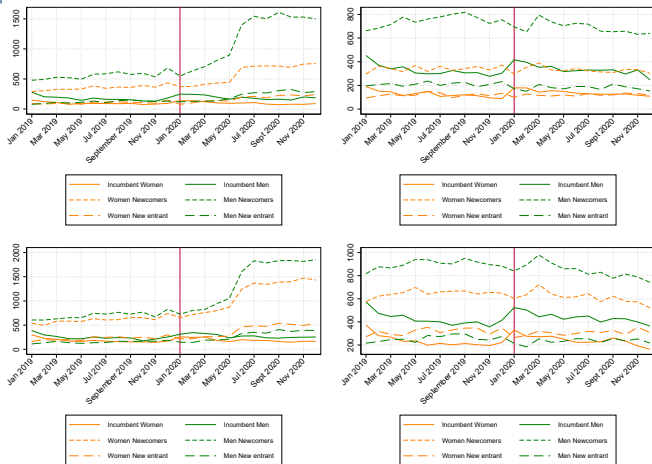 1500
1000
500
0
Jan 2019
Mar 2019
May 2019
Jul 2019
September 2019
Nov 2019
Jan 2020
Mar 2020
May 2020
Jul 2020
Sept 2020
Nov 2020
Incumbent Women
Incumbent Men
Women Newcomers
Men Newcomers
Women New entrant
Men New entrant
800
600
400
200
0
Jan 2019
Mar 2019
May 2019
Jul 2019
September 2019
Nov 2019
Jan 2020
Mar 2020
May 2020
Jul 2020
Sept 2020
Nov 2020
Incumbent Women
Incumbent Men
Women Newcomers
Men Newcomers
Women New entrant
Men New entrant
2000
1500
1000
500
0
Jan 2019
Mar 2019
May 2019
Jul 2019
September 2019
Nov 2019
Jan 2020
Mar 2020
May 2020
Jul 2020
Sept 2020
Nov 2020
Incumbent Women
Incumbent Men
Women Newcomers
Men Newcomers
Women New entrant
Men New entrant
1000
800
600
400
200
Jan 2019
Mar 2019
May 2019
Jul 2019
September 2019
Nov 2019
Jan 2020
Mar 2020
May 2020
Jul 2020
Sept 2020
Nov 2020
Incumbent Women
Incumbent Men
Women Newcomers
Men Newcomers
Women New entrant
Men New entrant